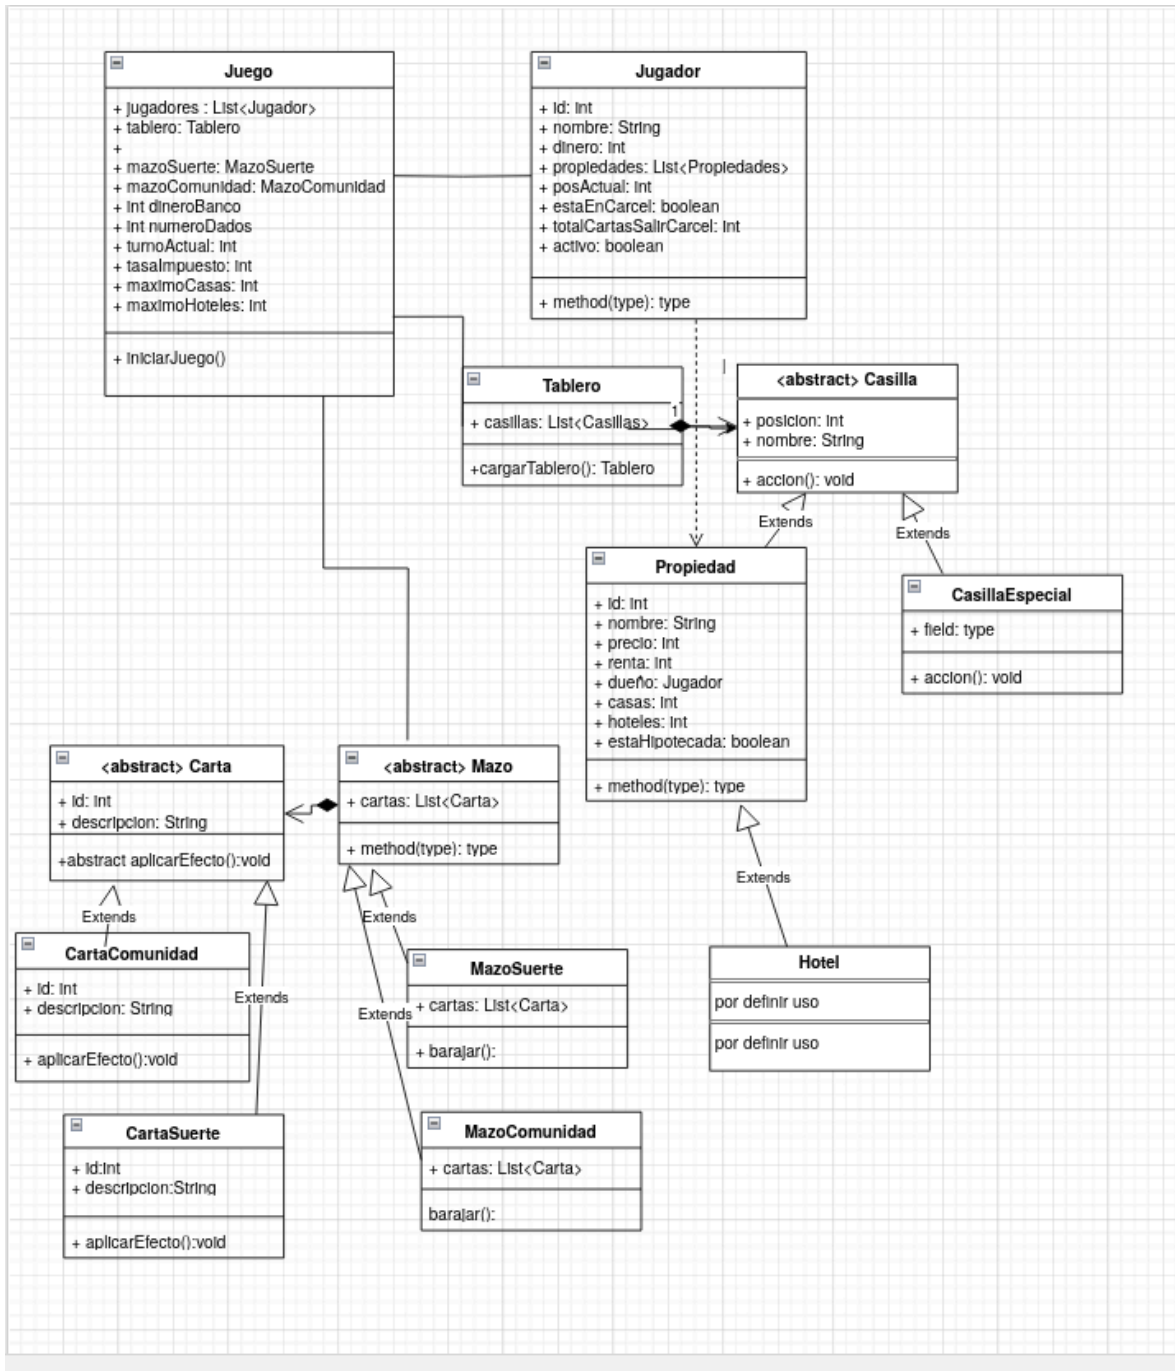 Juego
+ jugadores : List<Jugador>
+ tablero: Tablero
+
+ mazoSuerte: MazoSuerte
+ mazoComunidad: MazoComunidad
+ int dineroBanco
+ int numeroDados
+ turnoActual: int
+ tasaImpuesto: int
+ maximoCasas: int
+ maximoHoteles: int
+ iniciarJuego()
Jugador
+ id: int
+ nombre: String
+ dinero: int
+ propiedades: List<Propiedades>
+ posActual: int
+ estaEnCarcel: boolean
+ totalCartasSalirCarcel: int
+ activo: boolean
+ method(type): type
Tablero
+ casillas: List<Casillas>
+cargarTablero(): Tablero
1
<abstract> Casilla
+ posicion: int
+ nombre: String
+ accion(): void
Extends
Extends
Propiedad
+ id: int
+ nombre: String
+ precio: int
+ renta: int
+ dueño: Jugador
+ casas: int
+ hoteles: int
+ estaHipotecada: boolean
+ method(type): type
CasillaEspecial
+ field: type
+ accion(): void
<abstract> Carta
+ id: int
+ descripcion: String
+abstract aplicarEfecto():void
<abstract> Mazo
+ cartas: List<Carta>
+ method(type): type
Extends
Extends
Extends
CartaComunidad
+ id: int
+ descripcion: String
+ aplicarEfecto():void
Extends
MazoSuerte
+ cartas: List<Carta>
+ barajar():
Extends
Hotel
por definir uso
por definir uso
CartaSuerte
+ id:int
+ descripcion:String
+ aplicarEfecto():void
MazoComunidad
+ cartas: List<Carta>
barajar():